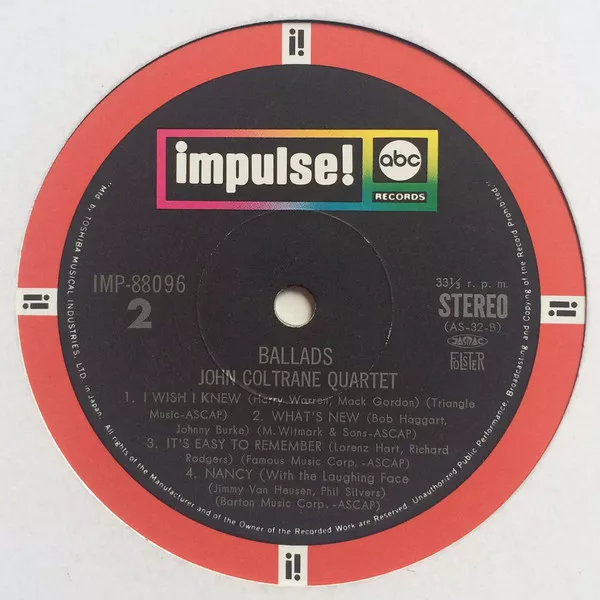 i!
impulse!
abc
RECORDS
IMP-88096
2
33⅓ r. p. m.
STEREO
(AS-32-B)
JASRAC
FOLSTER
i!
i!
BALLADS
JOHN COLTRANE QUARTET
1. I WISH I KNEW (Harry Warren, Mack Gordon) (Triangle
Music-ASCAP) 2. WHAT'S NEW (Bob Haggart,
Johnny Burke) (M. Witmark & Sans-ASCAP)
3. IT'S EASY TO REMEMBER (Lorenz Hart, Richard
Rodgers) (Famous Music Corp. -ASCAP)
4. NANCY (With the Laughing Face
(Jimmy Van Heusen, Phil Silvers)
(Barton Music Corp. -ASCAP)
"Mfd. by TOSHIBA MUSICAL INDUSTRIES, LTD. in Japan. All rights of the Manufacturer and of the Owner of the Recorded Work are Reserved. Unauthorized Public Performance, Broadcasting and Copying of the Record Prohibited"
i!